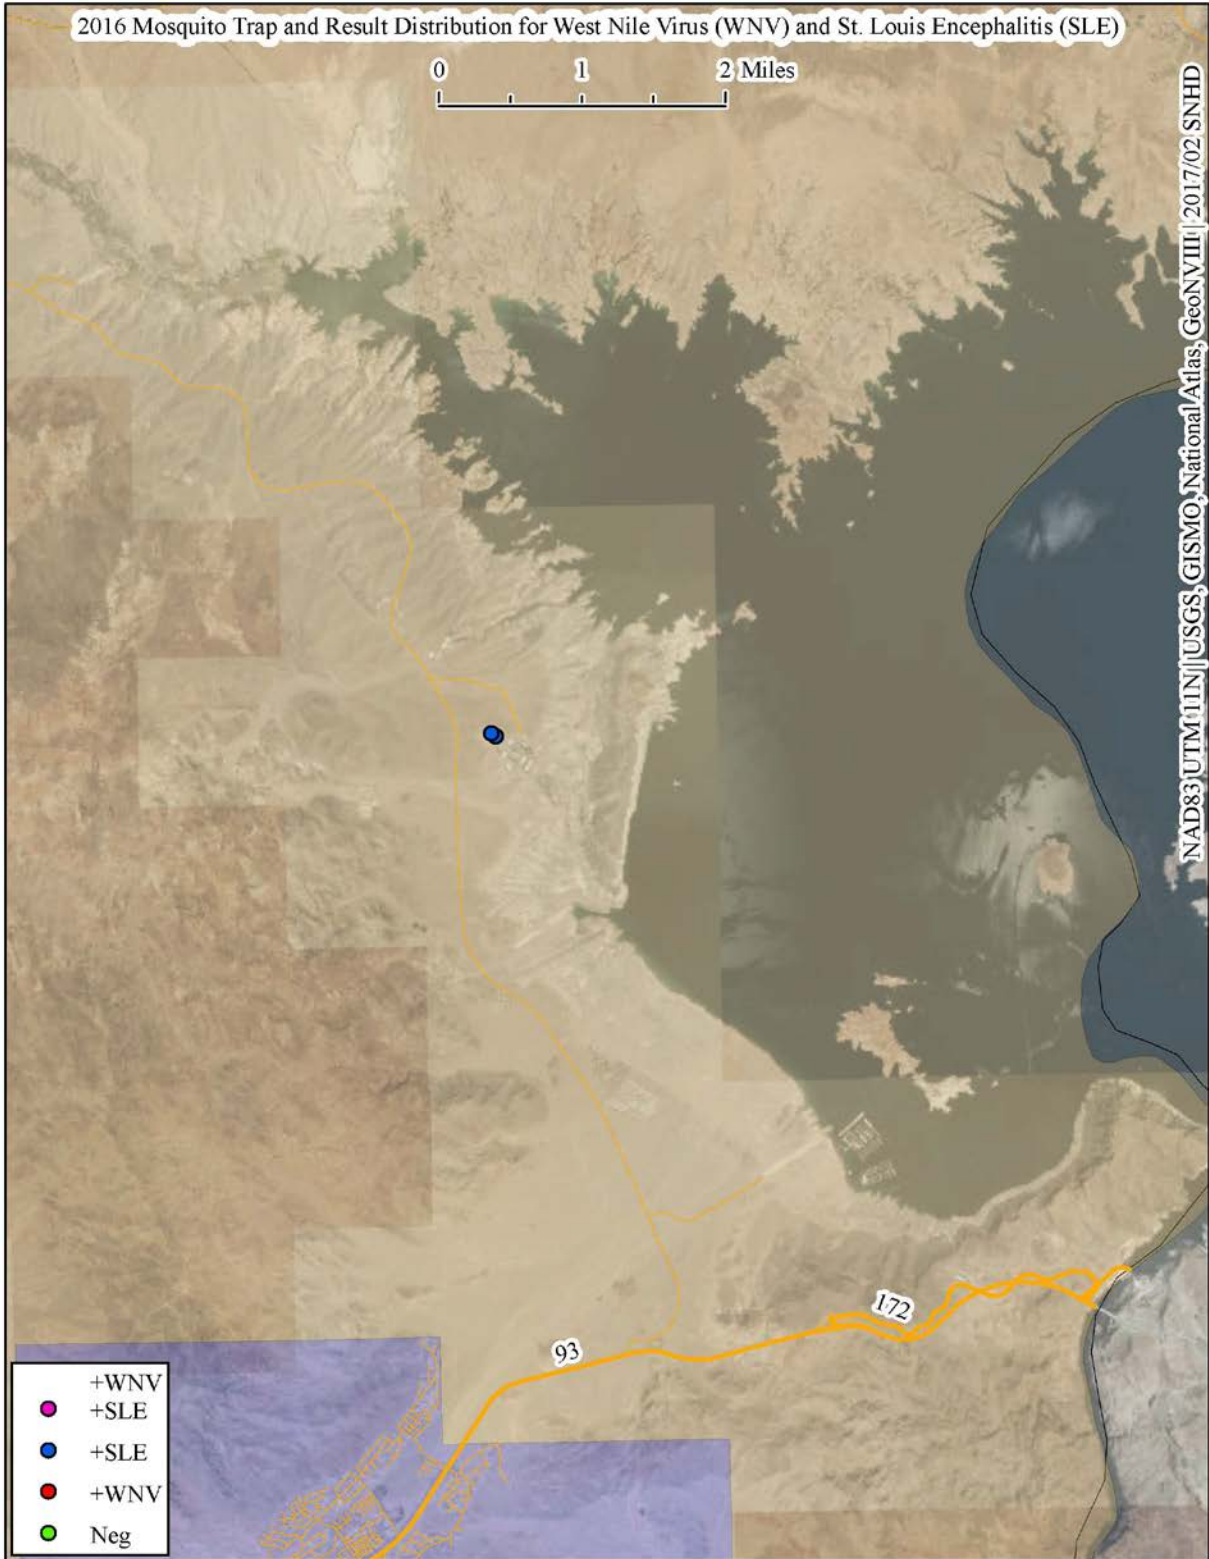 2016 Mosquito Trap and Result Distribution for West Nile Virus (WNV) and St. Louis Encephalitis (SLE)
0 1 2 Miles
NAD83 UTM 11N || USGS, GISMO, National Atlas, GeoNVIII | 2017/02 SNHD
172
93
+WNV
+SLE
+SLE
+WNV
Neg